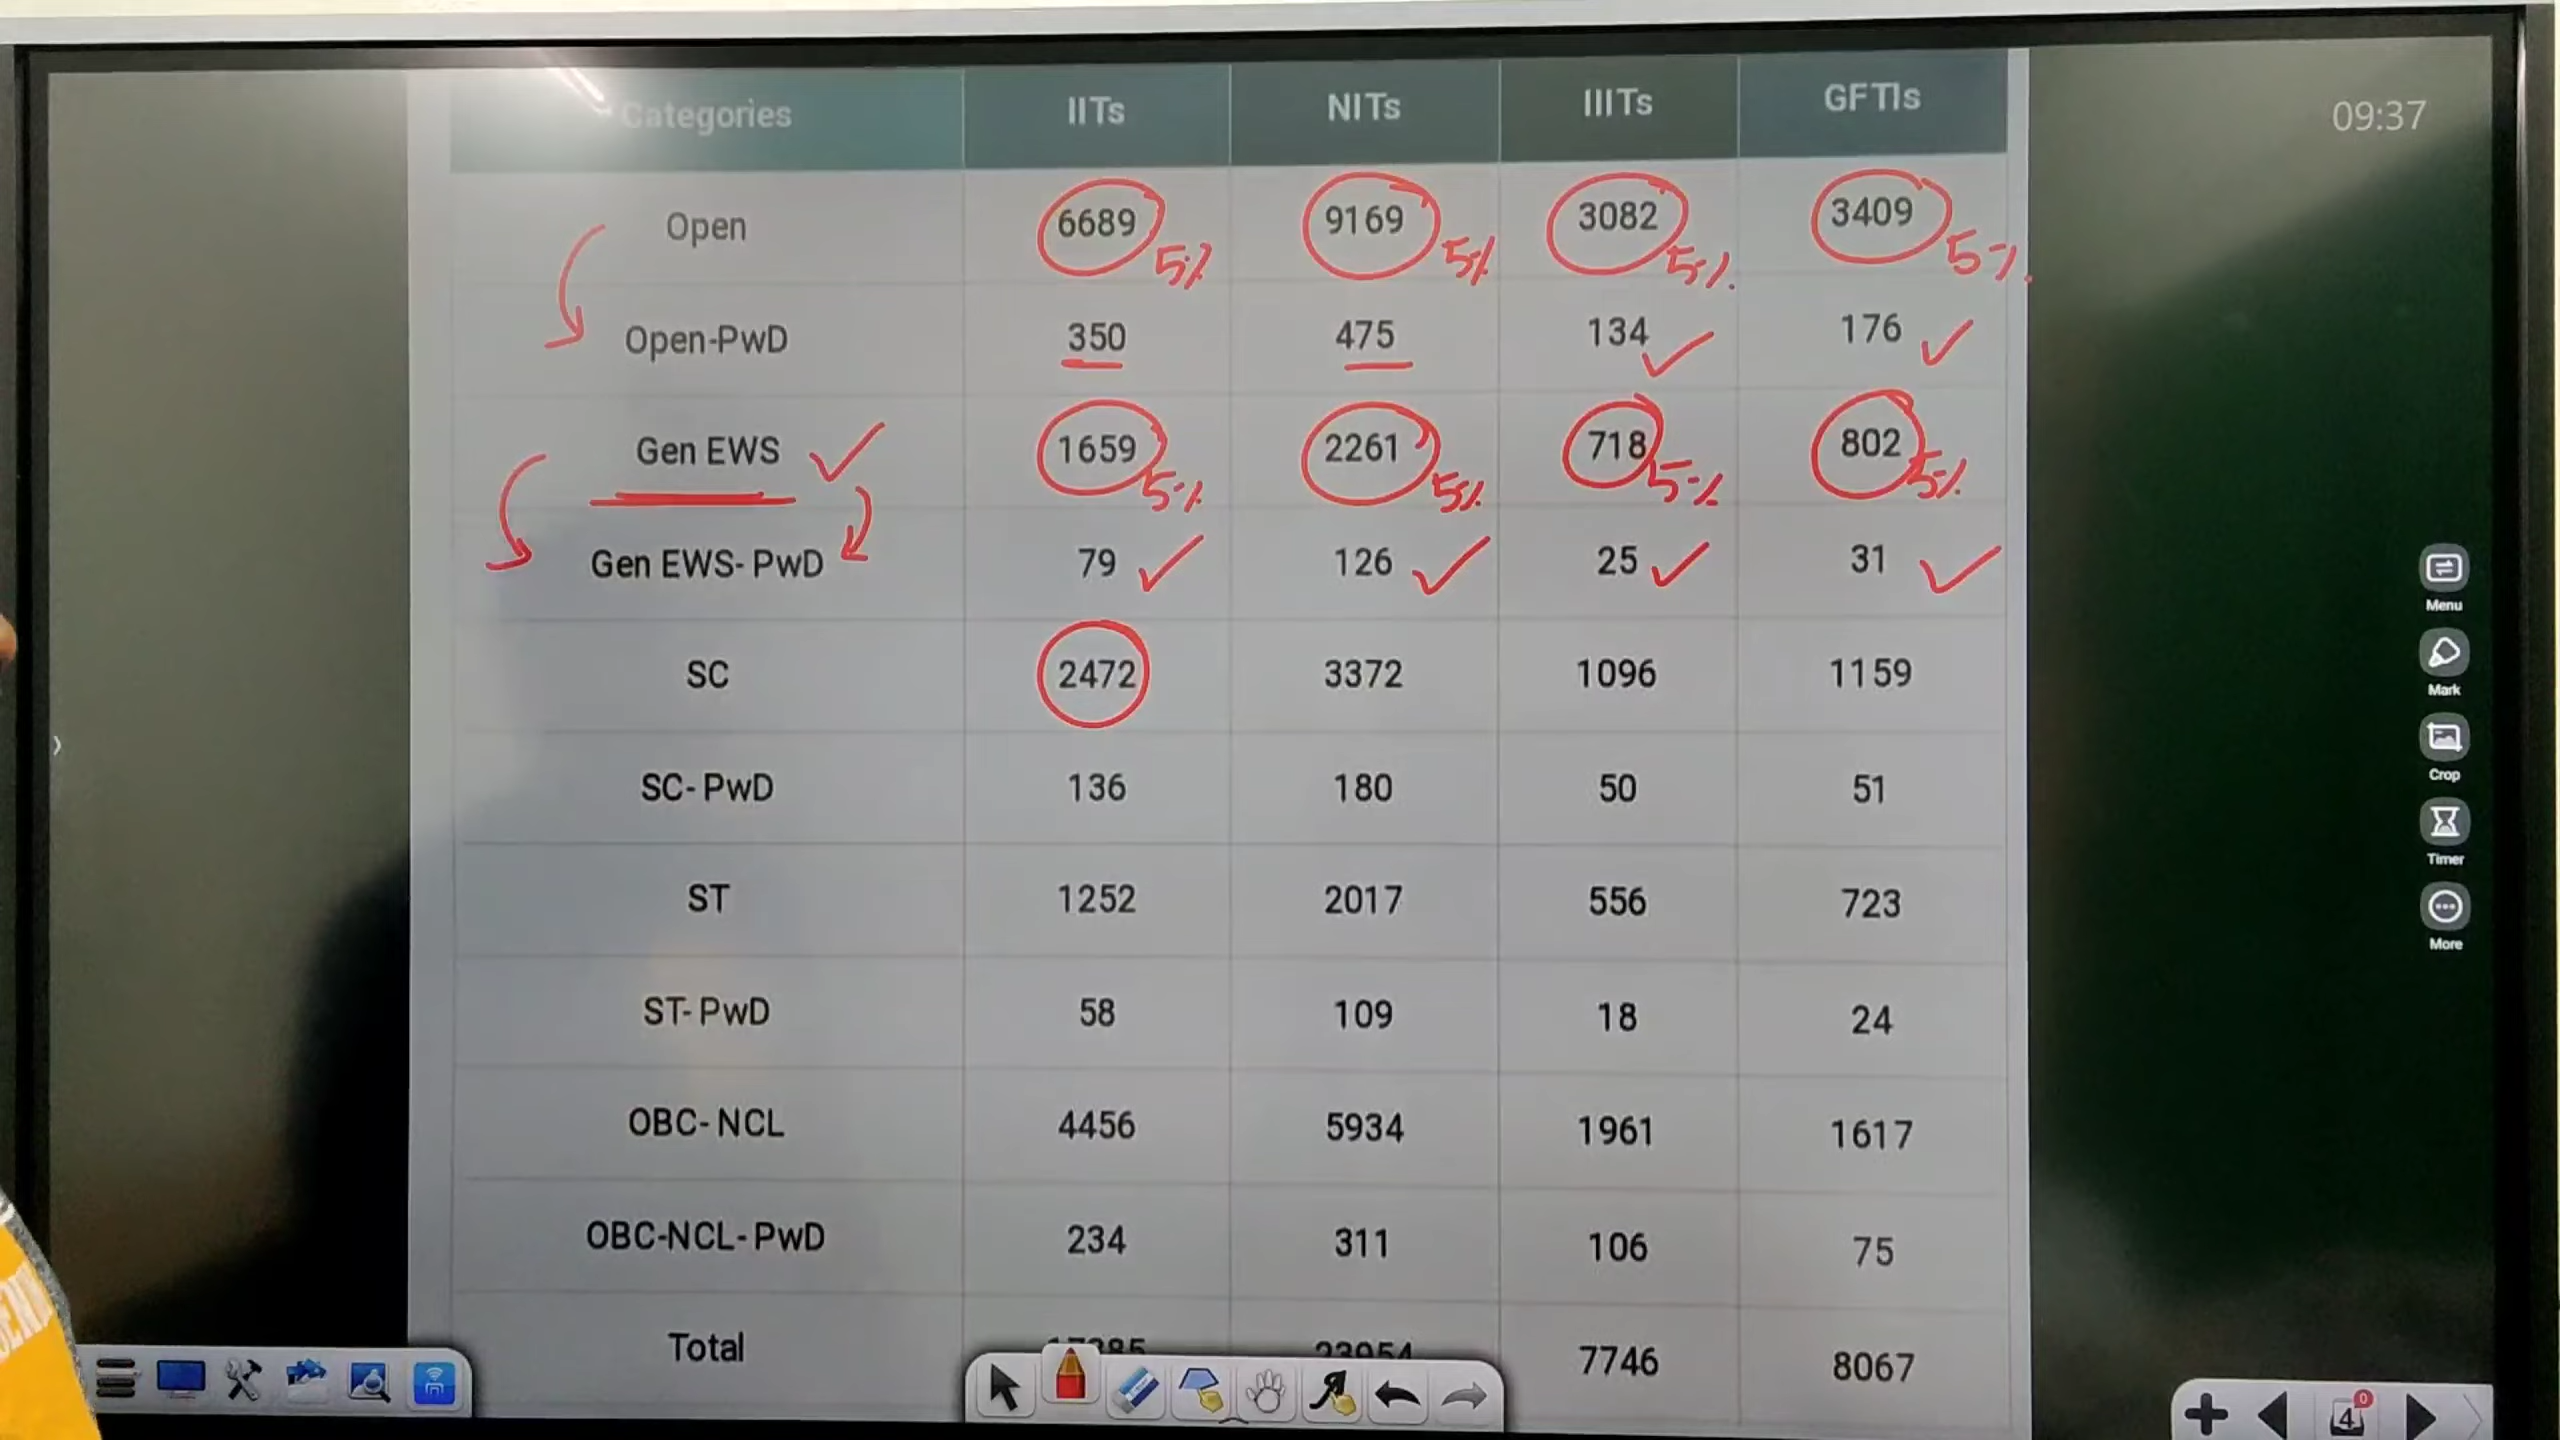 Categories IITs NITs IIITs GFTIs
09:37
Open 6689 5% 9169 5% 3082 5% 3409 5%
Open-PwD 350 475 134 176
Gen EWS 1659 5% 2261 5% 718 5% 802 5%
Gen EWS- PwD 79 126 25 31
SC 2472 3372 1096 1159
SC- PwD 136 180 50 51
ST 1252 2017 556 723
ST- PwD 58 109 18 24
OBC- NCL 4456 5934 1961 1617
OBC-NCL- PwD 234 311 106 75
Total 17385 23954 7746 8067
Menu
Mark
Crop
Timer
More
4
0